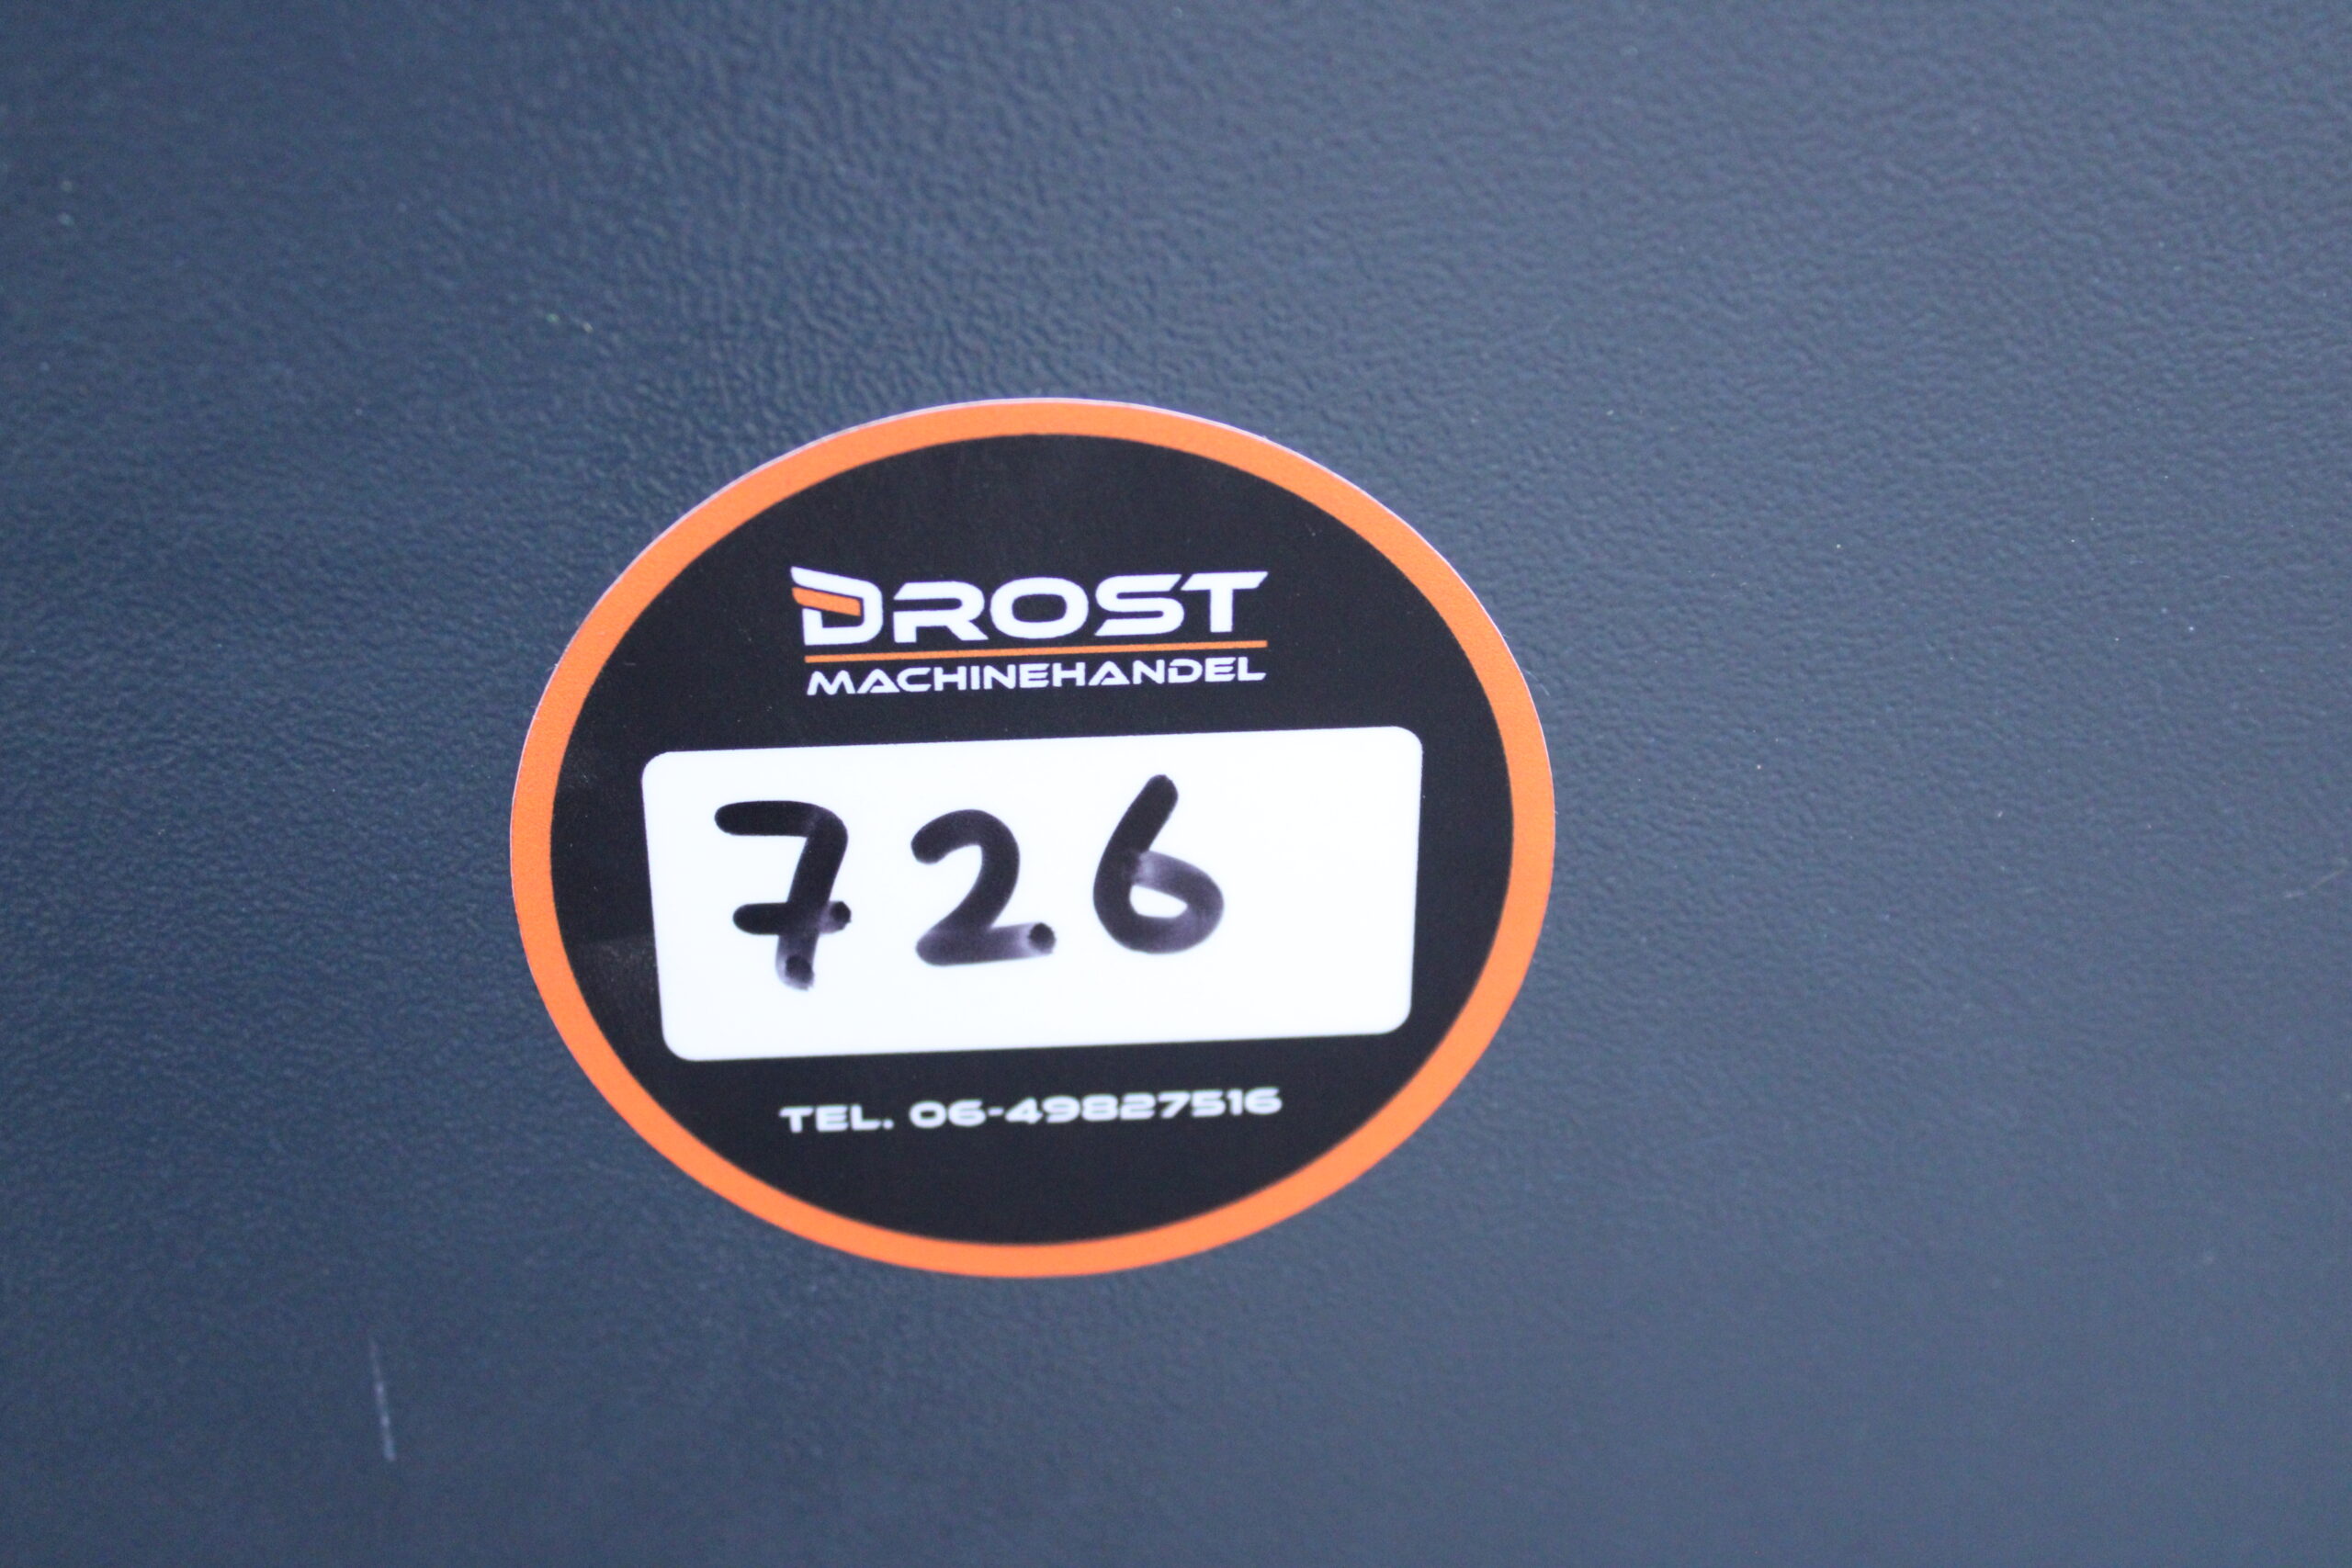 DROST
MACHINEHANDEL
726
TEL. 06-49827516